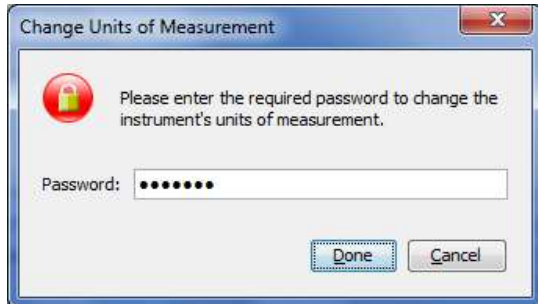 Change Units of Measurement
Please enter the required password to change the
instrument's units of measurement.
Password: •••••••
Done Cancel